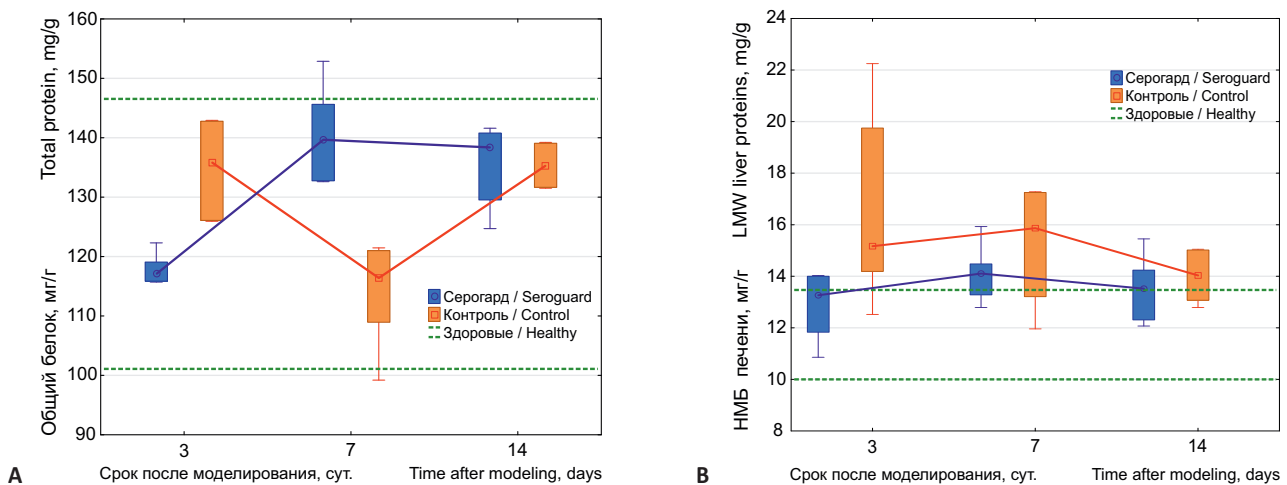 Общий белок, мг/г Total protein, mg/g
160
150
140
130
120
110
100
90
Серогард / Seroguard
Контроль / Control
Здоровые / Healthy
3 7 14
Срок после моделирования, сут. Time after modeling, days
A
НМБ печени, мг/г LMW liver proteins, mg/g
24
22
20
18
16
14
12
10
8
Серогард / Seroguard
Контроль / Control
Здоровые / Healthy
3 7 14
Срок после моделирования, сут. Time after modeling, days
B